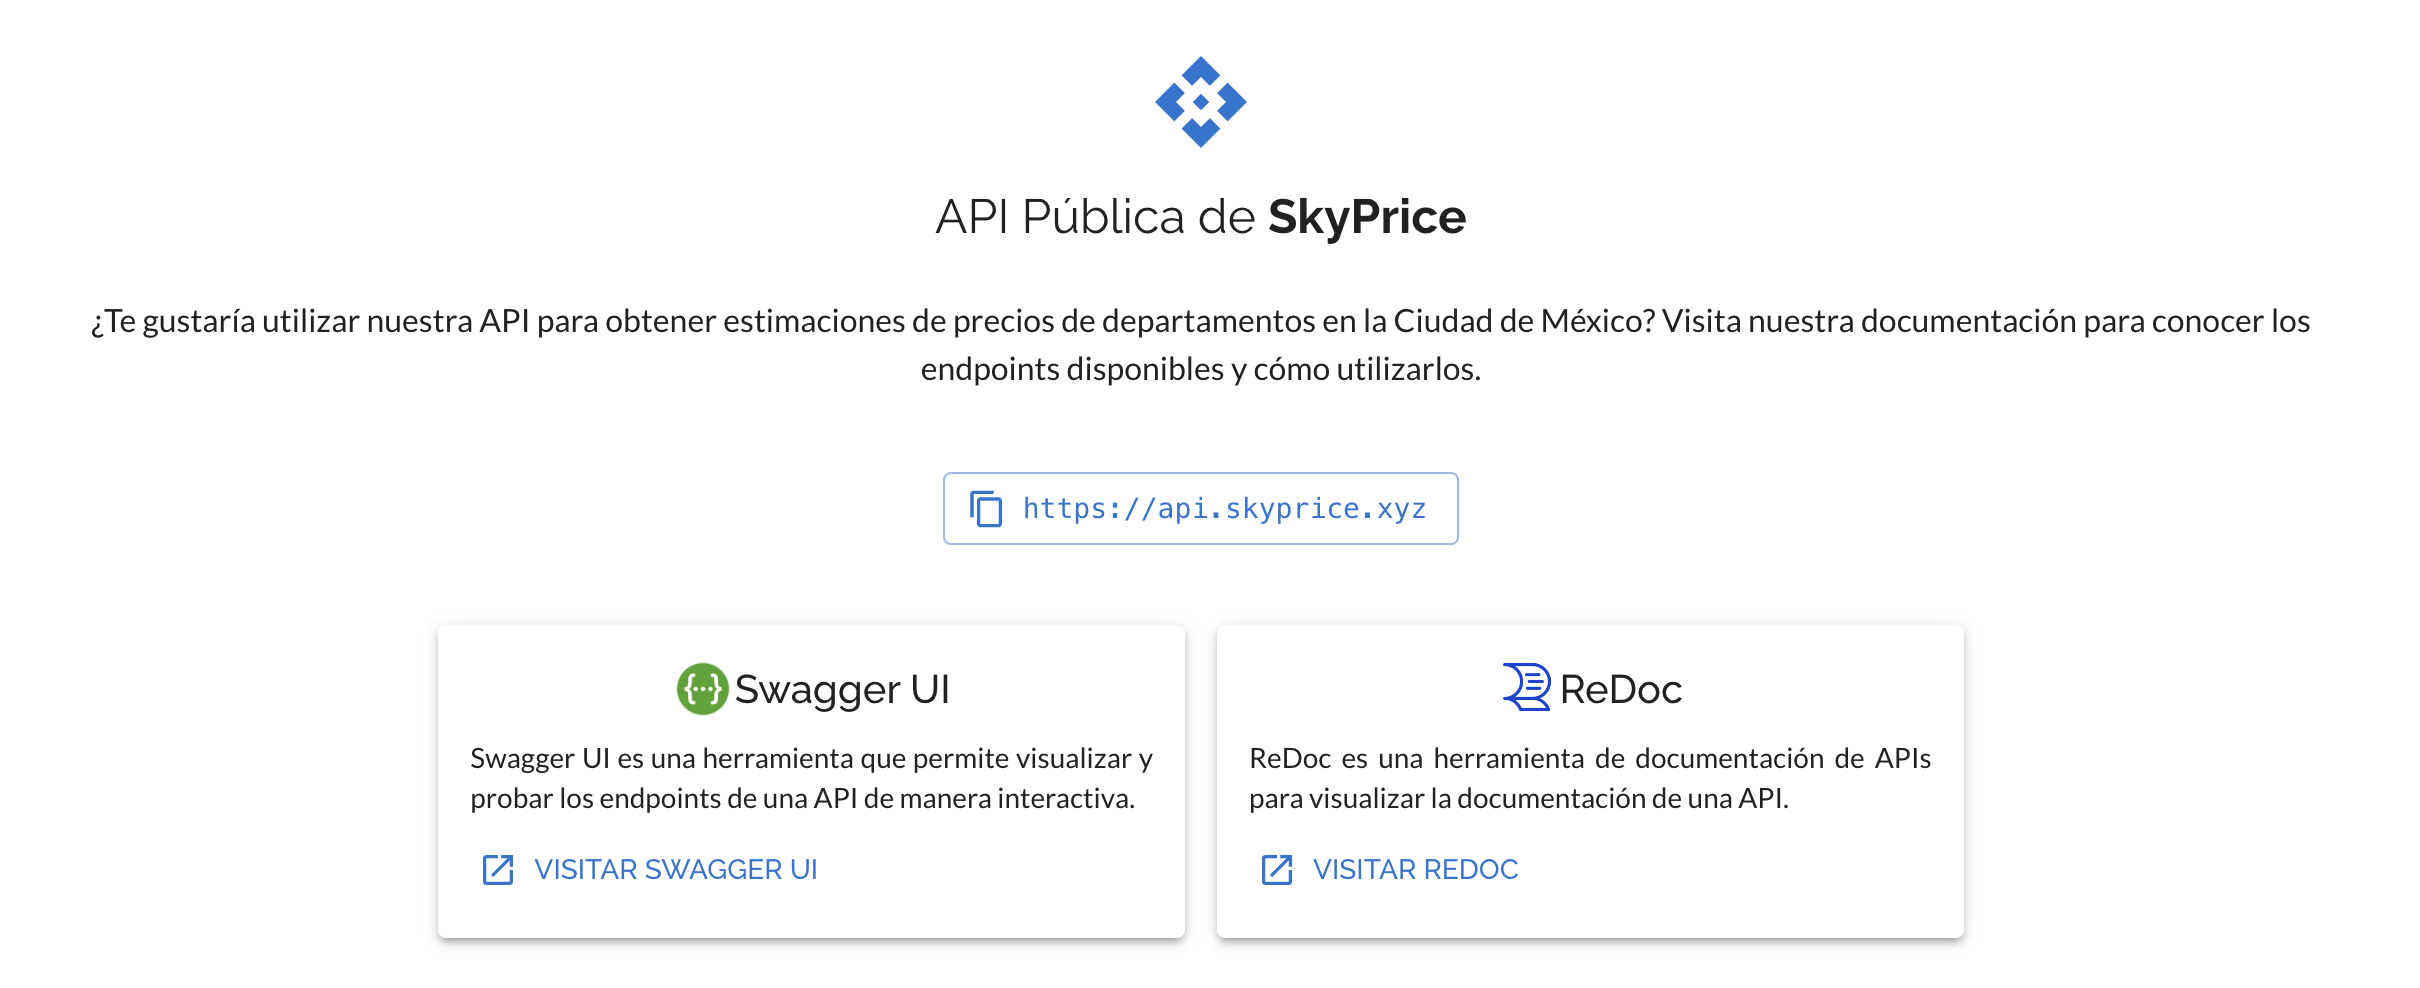 API Pública de SkyPrice
¿Te gustaría utilizar nuestra API para obtener estimaciones de precios de departamentos en la Ciudad de México? Visita nuestra documentación para conocer los
endpoints disponibles y cómo utilizarlos.
https://api.skyprice.xyz
{···} Swagger UI
Swagger UI es una herramienta que permite visualizar y
probar los endpoints de una API de manera interactiva.
VISITAR SWAGGER UI
ReDoc
ReDoc es una herramienta de documentación de APIs
para visualizar la documentación de una API.
VISITAR REDOC